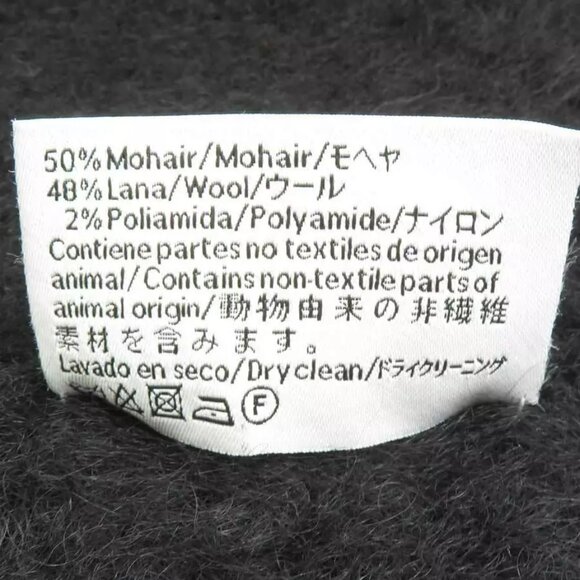 50% Mohair/Mohair/モヘヤ
48% Lana/Wool/ウール
2% Poliamida/Polyamide/ナイロン
Contiene partes no textiles de origen
animal/Contains non-textile parts of
animal origin/動物由来の非繊維
素材を含みます。
Lavado en seco/Dry clean/ドライクリーニング
F